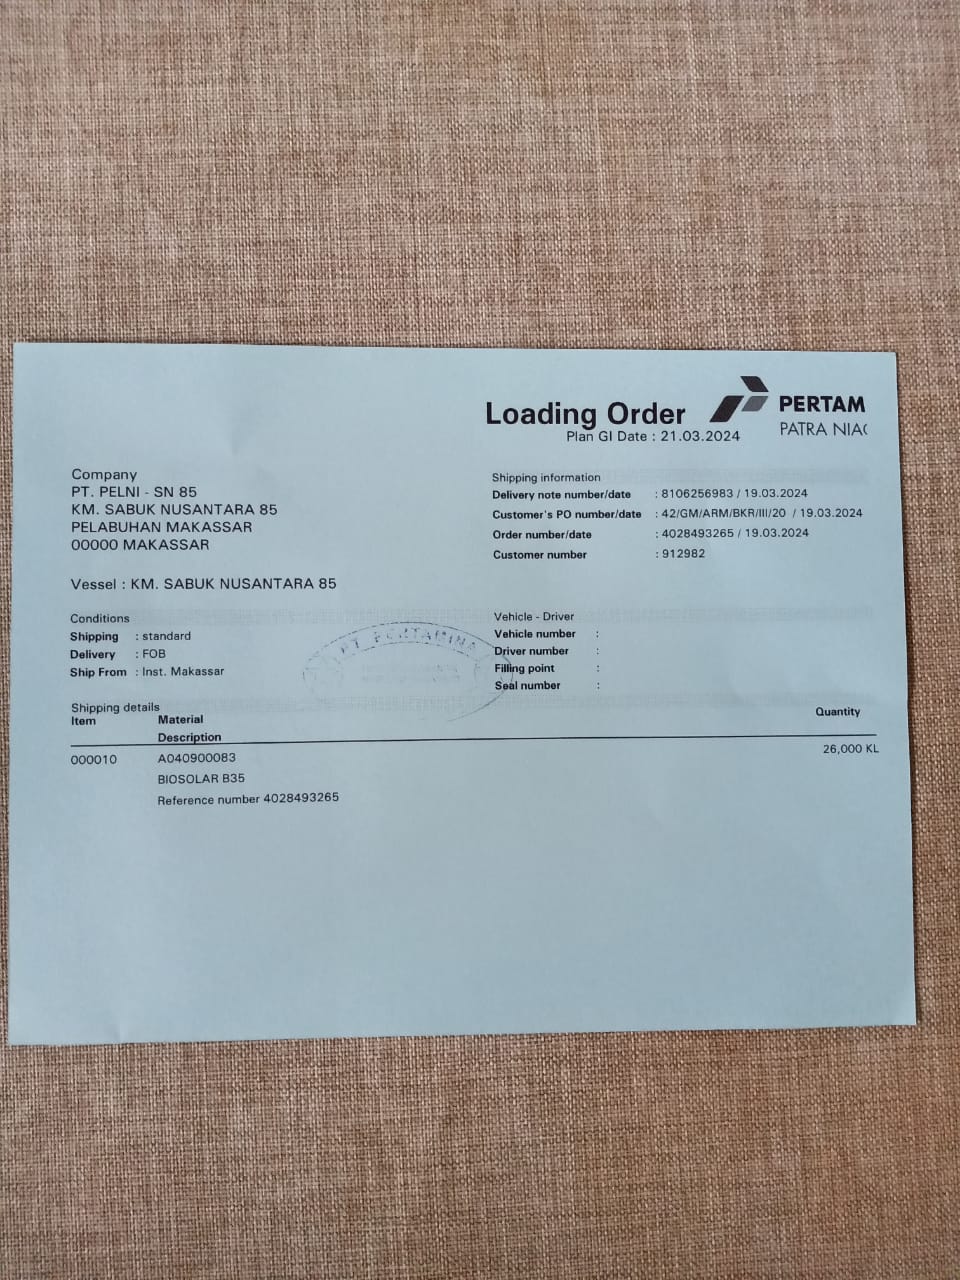 Loading Order
PERTAM
PATRA NIA
Plan GI Date : 21.03.2024
Company
PT. PELNI - SN 85
KM. SABUK NUSANTARA 85
PELABUHAN MAKASSAR
00000 MAKASSAR
Vessel : KM. SABUK NUSANTARA 85
Shipping information
Delivery note number/date : 8106256983 / 19.03.2024
Customer's PO number/date : 42/GM/ARM/BKR/III/20 / 19.03.2024
Order number/date : 4028493265 / 19.03.2024
Customer number : 912982
Conditions
Shipping : standard
Delivery : FOB
Ship From : Inst. Makassar
PT. PERTAMINA
Vehicle - Driver
Vehicle number :
Driver number :
Filling point :
Seal number :
Shipping details
Item Material Quantity
Description
000010 A040900083 26,000 KL
BIOSOLAR B35
Reference number 4028493265